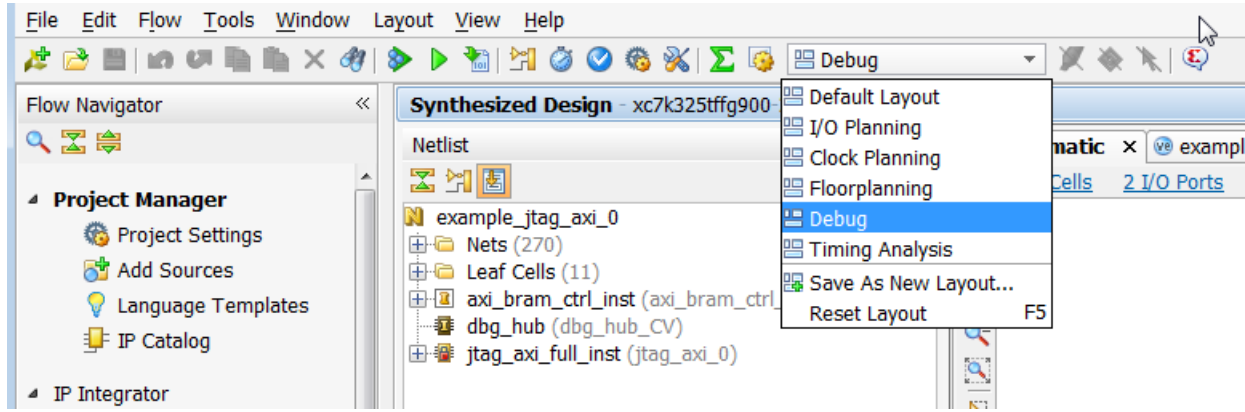 File Edit Flow Tools Window Layout View Help
Debug
Flow Navigator
Synthesized Design - xc7k325tffg900-
Default Layout
I/O Planning
Clock Planning
Floorplanning
Debug
Timing Analysis
Save As New Layout...
Reset Layout F5
Netlist
matic × exampl
Cells 2 I/O Ports
Project Manager
Project Settings
Add Sources
Language Templates
IP Catalog
IP Integrator
example_jtag_axi_0
Nets (270)
Leaf Cells (11)
axi_bram_ctrl_inst (axi_bram_ctrl_
dbg_hub (dbg_hub_CV)
jtag_axi_full_inst (jtag_axi_0)